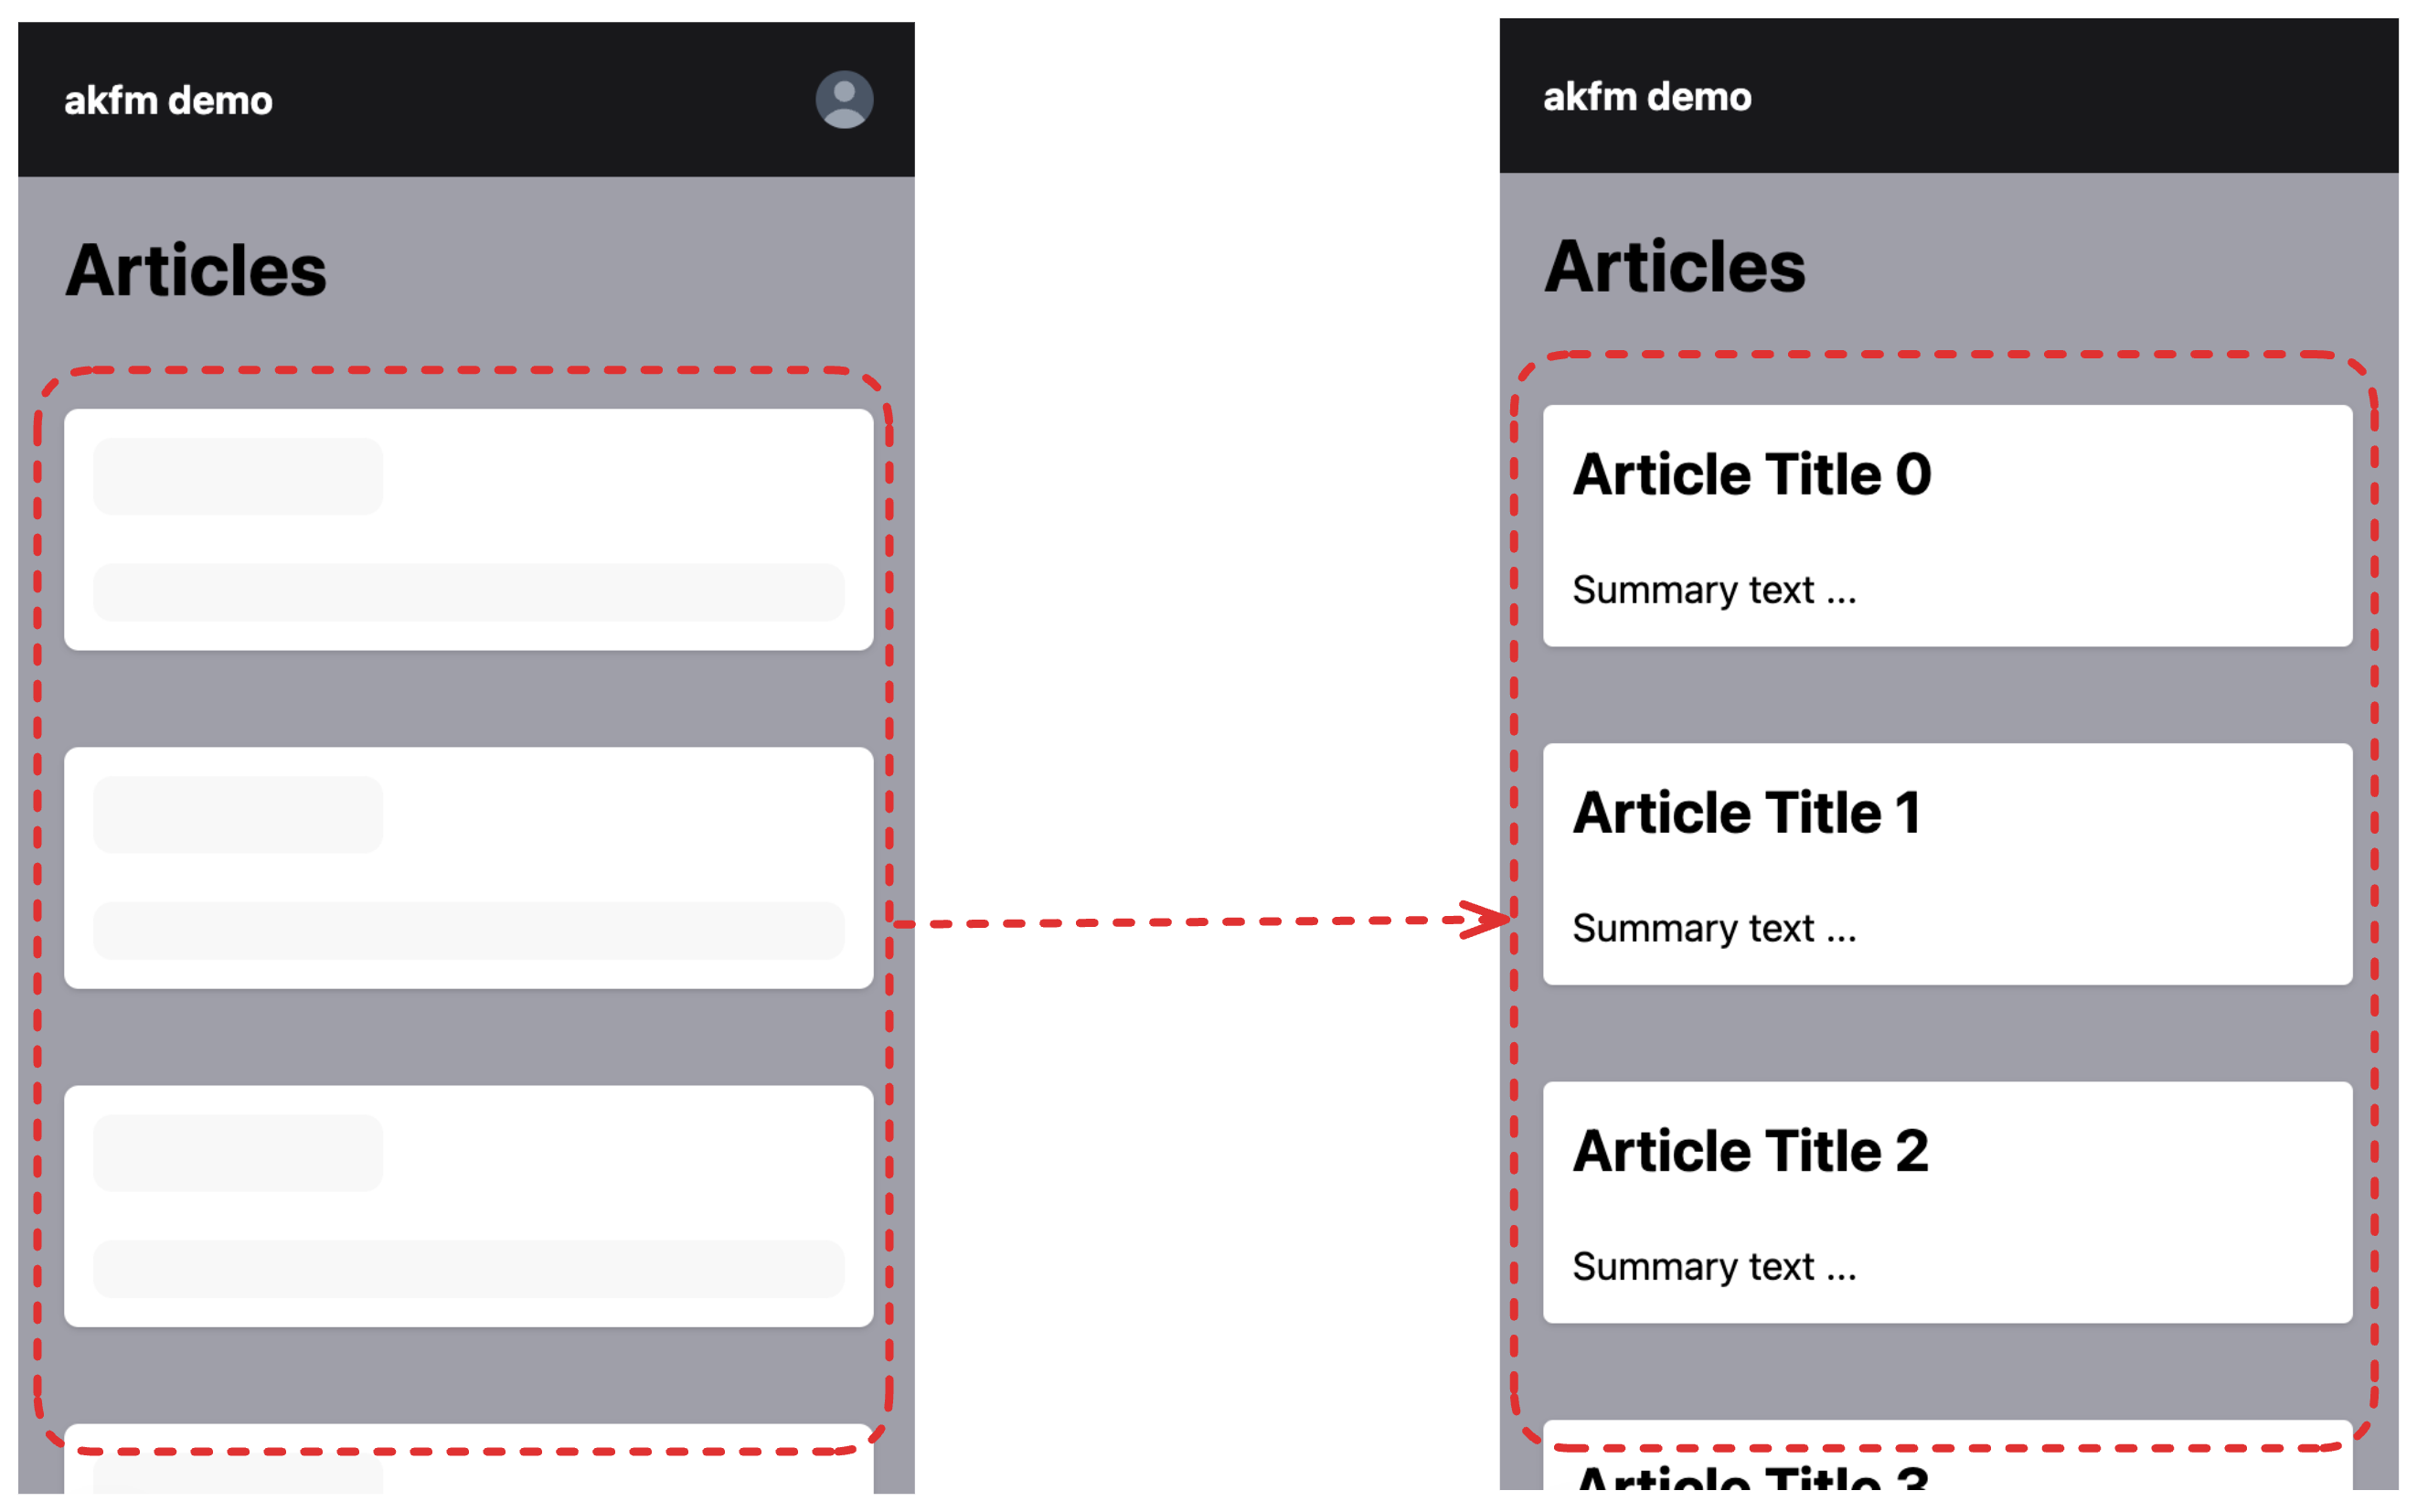 akfm demo
Articles
akfm demo
Articles
Article Title 0
Summary text ...
Article Title 1
Summary text ...
Article Title 2
Summary text ...
Article Title 3